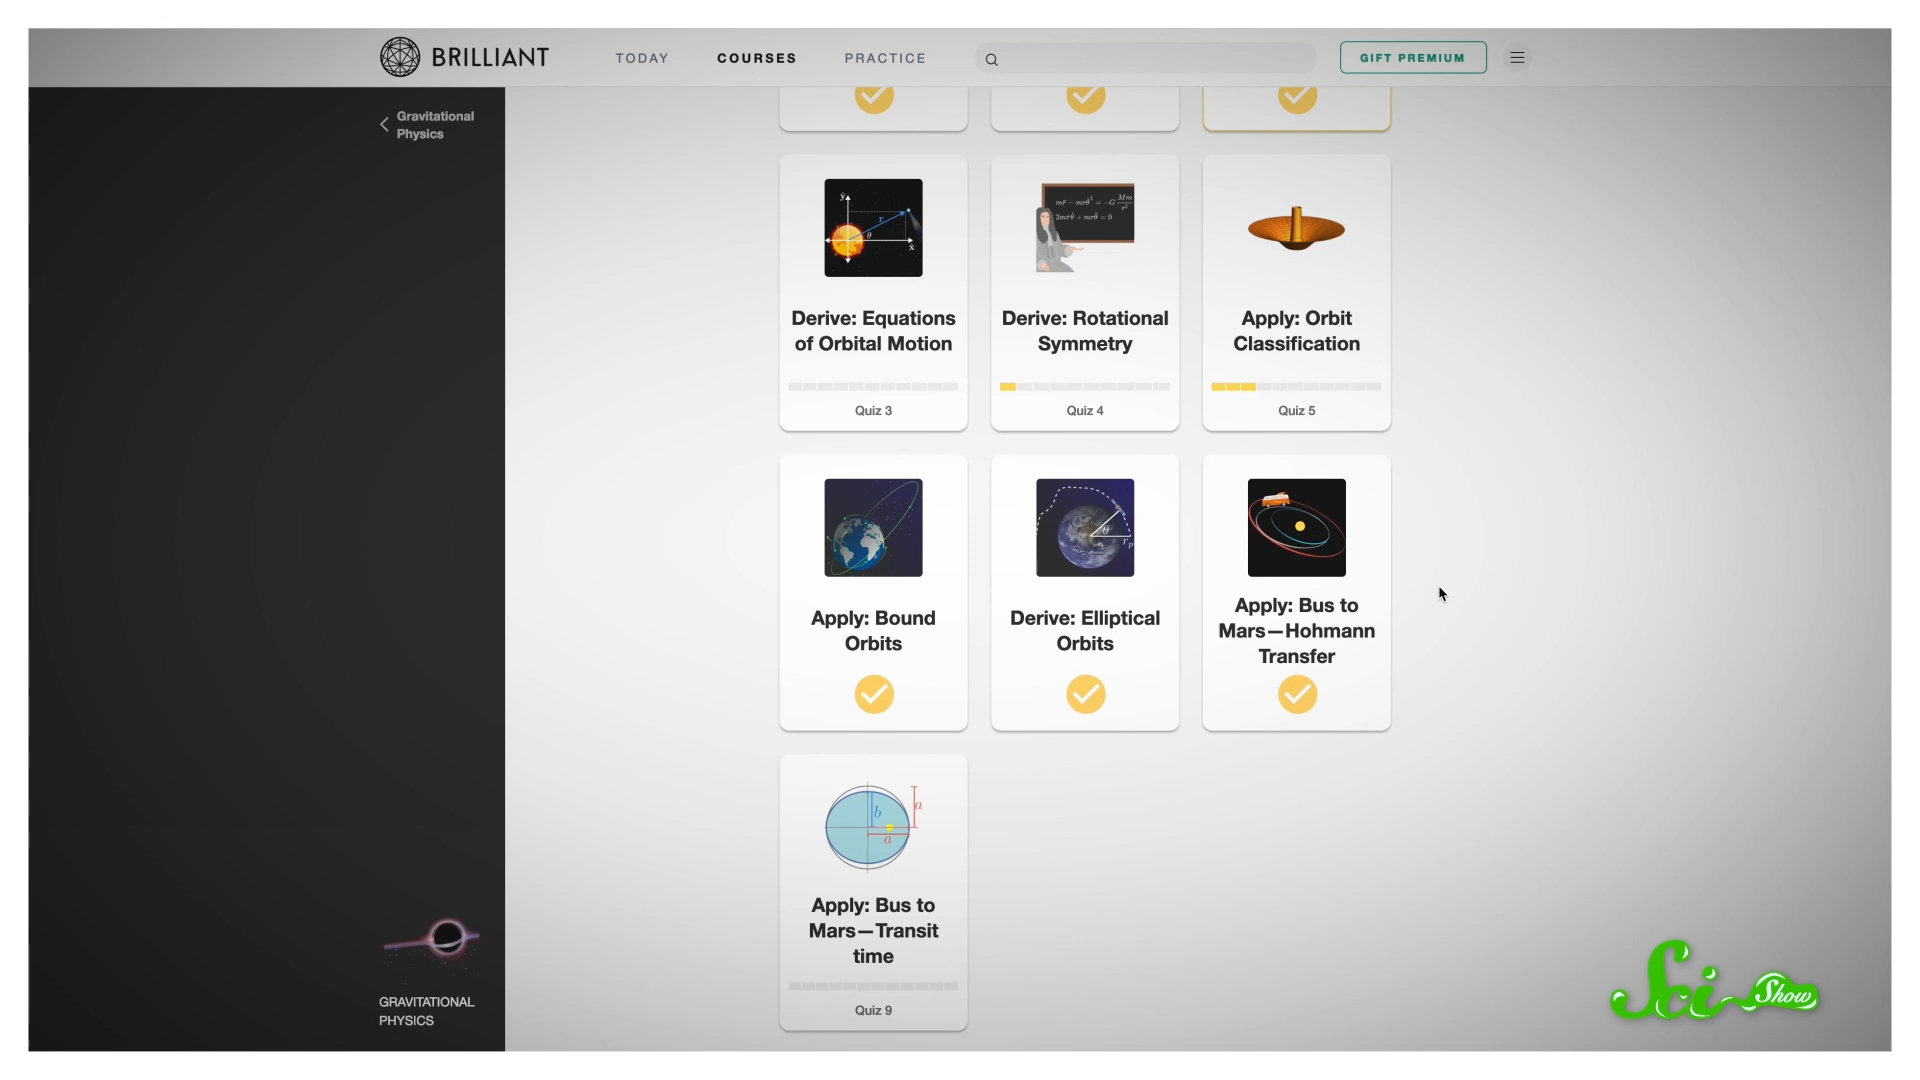 BRILLIANT
TODAY
COURSES
PRACTICE
GIFT PREMIUM
Gravitational
Physics
Derive: Equations
of Orbital Motion
Quiz 3
Derive: Rotational
Symmetry
Quiz 4
Apply: Orbit
Classification
Quiz 5
Apply: Bound
Orbits
Derive: Elliptical
Orbits
Apply: Bus to
Mars—Hohmann
Transfer
b
a
a
Apply: Bus to
Mars—Transit
time
Quiz 9
GRAVITATIONAL
PHYSICS
Sci Show